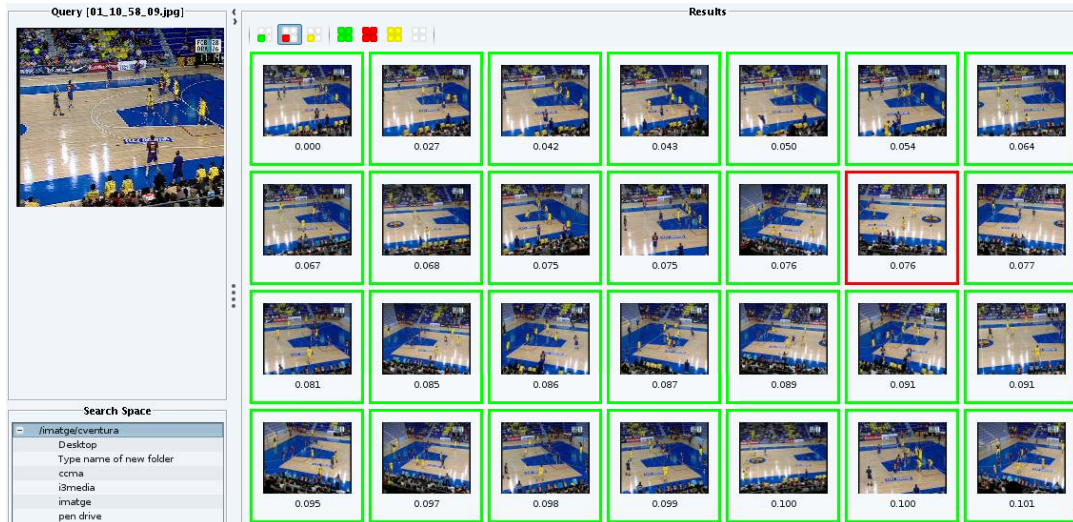 Query [01_10_58_09.jpg]
Results
FCB 28
0.000 0.027 0.042 0.043 0.050 0.054 0.064
0.067 0.068 0.075 0.075 0.076 0.076 0.077
0.081 0.085 0.086 0.087 0.089 0.091 0.091
0.095 0.097 0.098 0.099 0.100 0.100 0.101
Search Space
/imatge/cventura
Desktop
Type name of new folder
ccma
i3media
imatge
pen drive